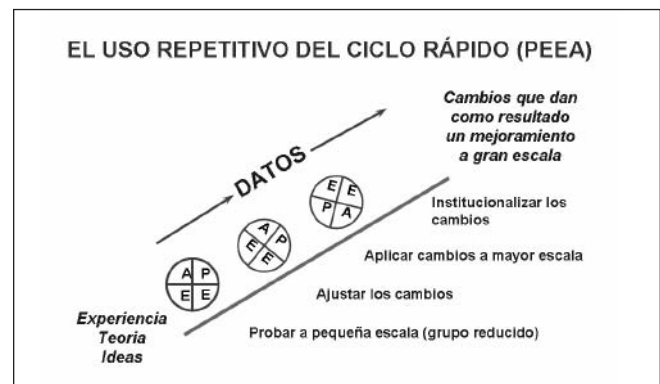 EL USO REPETITIVO DEL CICLO RÁPIDO (PEEA)
Cambios que dan
como resultado
un mejoramiento
a gran escala
DATOS
E E
P A
A P
E E
A P
E E
Institucionalizar los
cambios
Aplicar cambios a mayor escala
Ajustar los cambios
Probar a pequeña escala (grupo reducido)
Experiencia
Teoria
Ideas